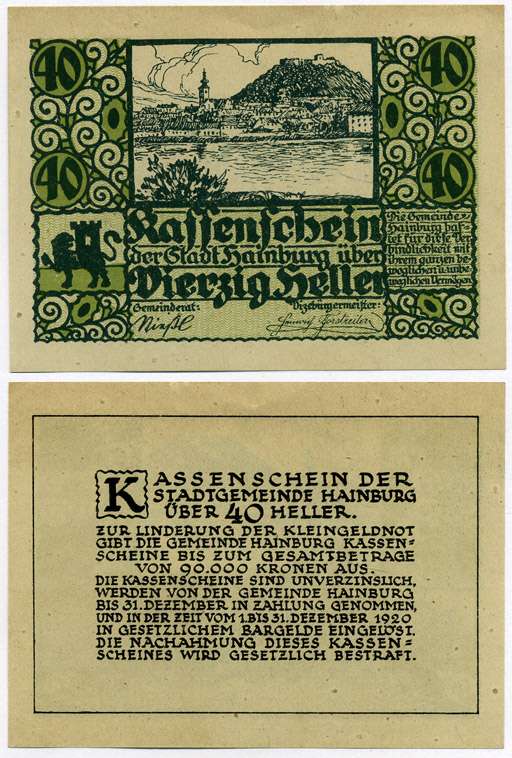 40
40
40
40
Kassenschein
der Stadt Hainburg über
Vierzig Heller
Die Gemeinde
Hainburg haf=
tet für diese Ver
bindlichkeit mit
ihrem ganzen be
weglichen u. unbe
weglichen Vermögen
Gemeinderat:
Vizebürgermeister:
KASSENSCHEIN DER
STADTGEMEINDE HAINBURG
ÜBER 40 HELLER.
ZUR LINDERUNG DER KLEINGELDNOT
GIBT DIE GEMEINDE HAINBURG KASSEN=
SCHEINE BIS ZUM GESAMTBETRAGE
VON 90.000 KRONEN AUS.
DIE KASSENSCHEINE SIND UNVERZINSLICH,
WERDEN VON DER GEMEINDE HAINBURG
BIS 31. DEZEMBER IN ZAHLUNG GENOMMEN,
UND IN DER ZEIT VOM 1. BIS 31. DEZEMBER 1920
IN GESETZLICHEM BARGELDE EINGELÖST.
DIE NACHAHMUNG DIESES KASSEN=
SCHEINES WIRD GESETZLICH BESTRAFT.